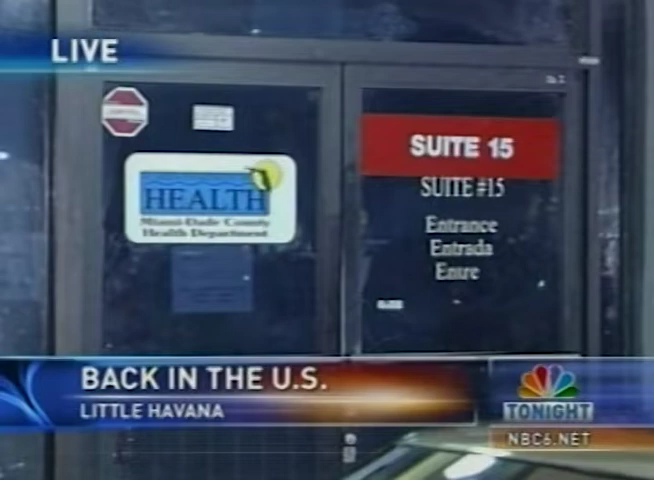 LIVE
HEALTH
Miami-Dade County
Health Department
SUITE 15
SUITE #15
Entrance
Entrada
Entre
BACK IN THE U.S.
LITTLE HAVANA
TONIGHT
NBC6.NET